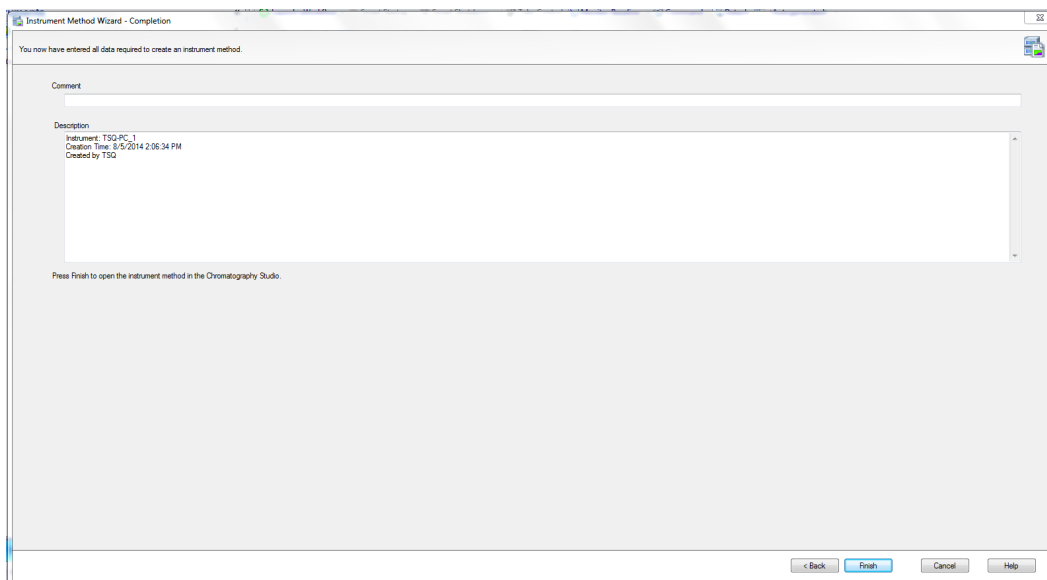 Instrument Method Wizard - Completion
You now have entered all data required to create an instrument method.
Comment
Description
Instrument: TSQ-PC_1
Creation Time: 8/5/2014 2:06:34 PM
Created by TSQ
Press Finish to open the instrument method in the Chromatography Studio.
< Back
Finish
Cancel
Help